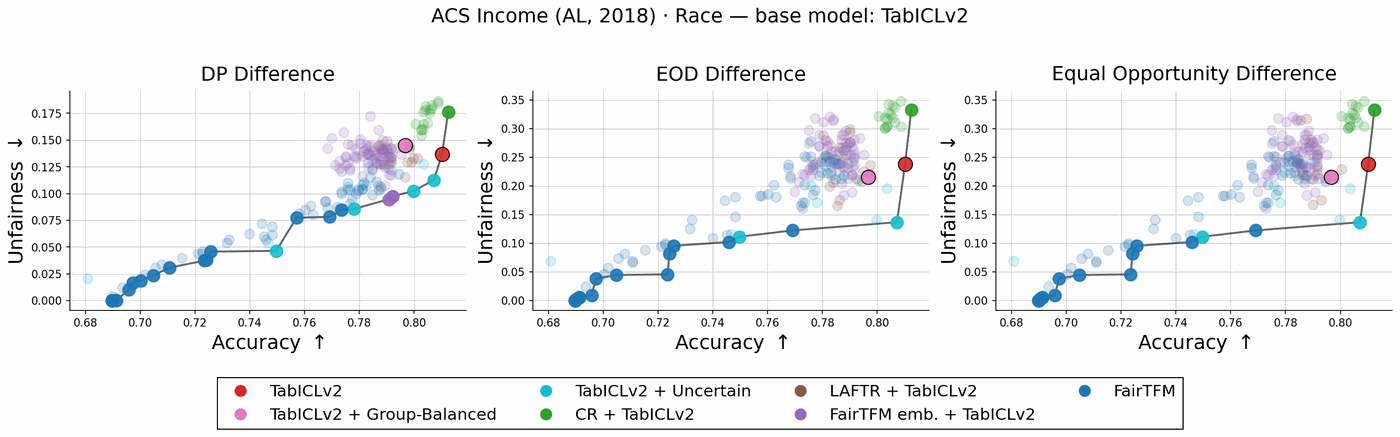 ACS Income (AL, 2018) · Race — base model: TabICLv2
DP Difference
EOD Difference
Equal Opportunity Difference
Unfairness ↓
0.175
0.150
0.125
0.100
0.075
0.050
0.025
0.000
0.68 0.70 0.72 0.74 0.76 0.78 0.80
Accuracy ↑
Unfairness ↓
0.35
0.30
0.25
0.20
0.15
0.10
0.05
0.00
0.68 0.70 0.72 0.74 0.76 0.78 0.80
Accuracy ↑
Unfairness ↓
0.35
0.30
0.25
0.20
0.15
0.10
0.05
0.00
0.68 0.70 0.72 0.74 0.76 0.78 0.80
Accuracy ↑
TabICLv2
TabICLv2 + Group-Balanced
TabICLv2 + Uncertain
CR + TabICLv2
LAFTR + TabICLv2
FairTFM emb. + TabICLv2
FairTFM